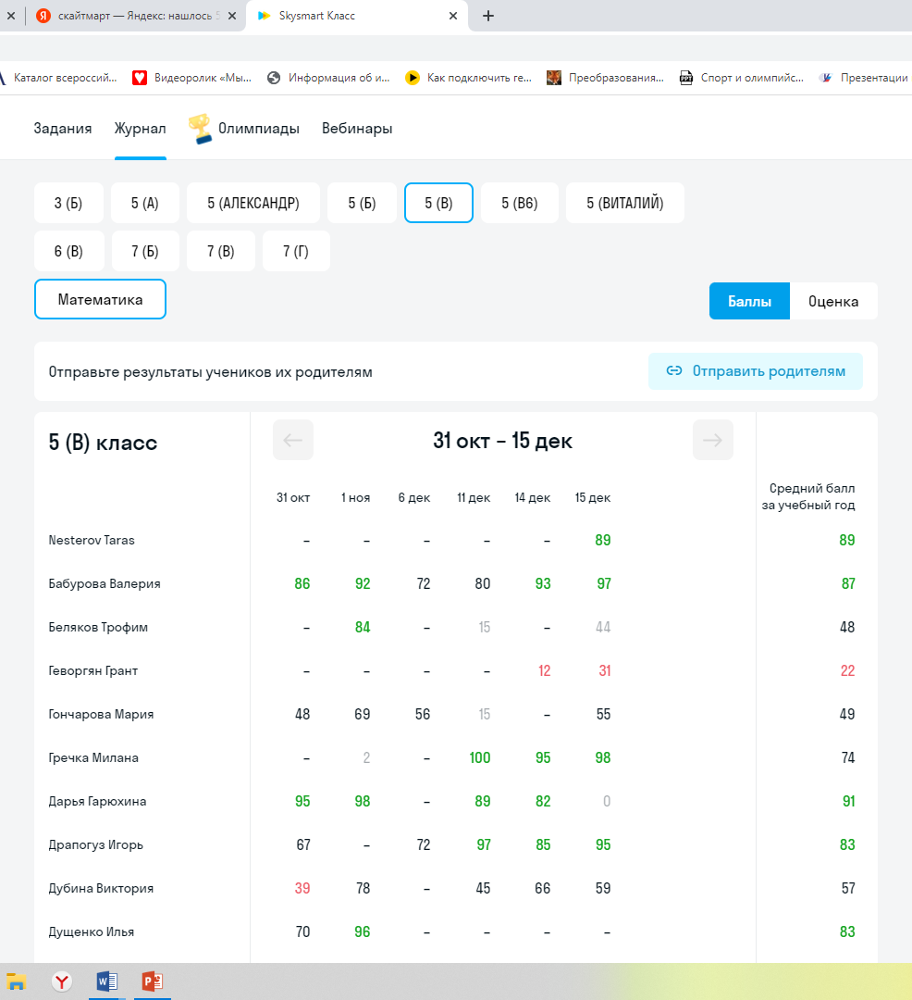 скайтмарт — Яндекс: нашлось 5 Skysmart Класс
Каталог всероссий... Видеоролик «Мы... Информация об и... Как подключить ге... Преобразования... Спорт и олимпийс... Презентации
Задания Журнал Олимпиады Вебинары
3 (Б) 5 (А) 5 (АЛЕКСАНДР) 5 (Б) 5 (В) 5 (В6) 5 (ВИТАЛИЙ)
6 (В) 7 (Б) 7 (В) 7 (Г)
Математика Баллы Оценка
Отправьте результаты учеников их родителям Отправить родителям
5 (В) класс 31 окт – 15 дек
31 окт 1 ноя 6 дек 11 дек 14 дек 15 дек Средний балл
за учебный год
Nesterov Taras – – – – – 89 89
Бабурова Валерия 86 92 72 80 93 97 87
Беляков Трофим – 84 – 15 – 44 48
Геворгян Грант – – – – 12 31 22
Гончарова Мария 48 69 56 15 – 55 49
Гречка Милана – 2 – 100 95 98 74
Дарья Гарюхина 95 98 – 89 82 0 91
Драпогуз Игорь 67 – 72 97 85 95 83
Дубина Виктория 39 78 – 45 66 59 57
Дущенко Илья 70 96 – – – – 83